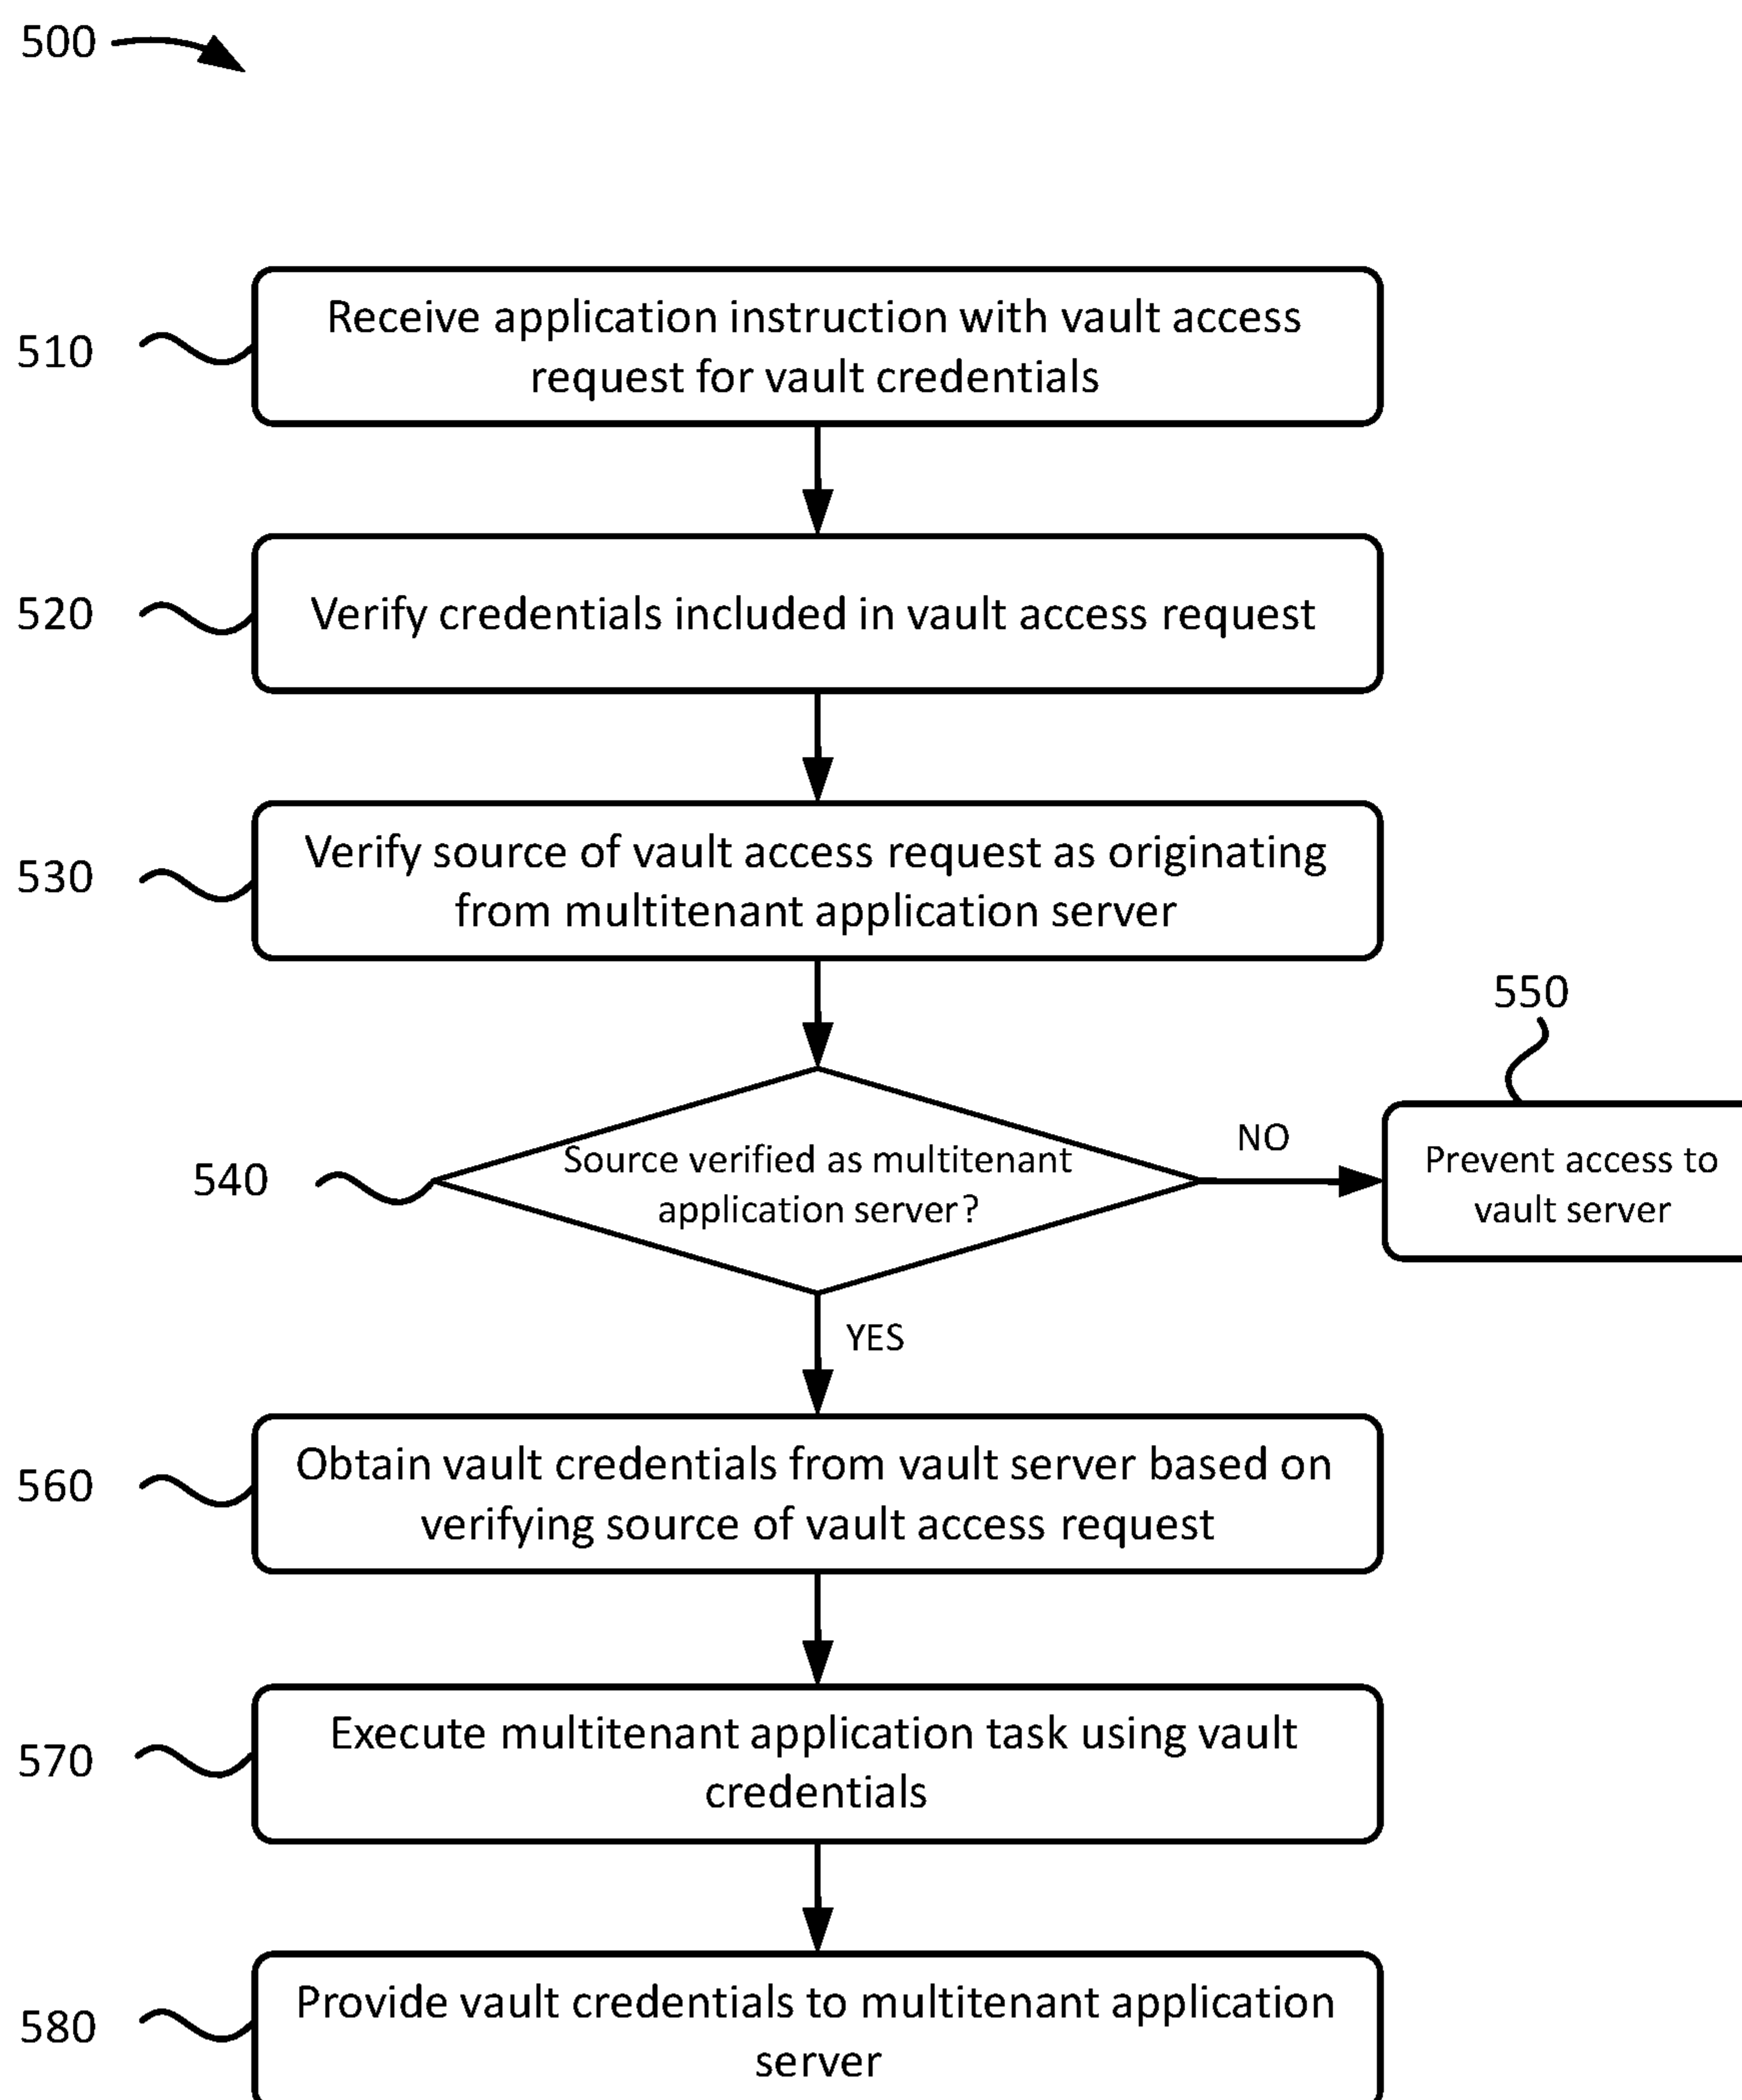 500
510
Receive application instruction with vault access
request for vault credentials
520
Verify credentials included in vault access request
530
Verify source of vault access request as originating
from multitenant application server
550
540
Source verified as multitenant
application server?
NO
Prevent access to
vault server
YES
560
Obtain vault credentials from vault server based on
verifying source of vault access request
570
Execute multitenant application task using vault
credentials
580
Provide vault credentials to multitenant application
server